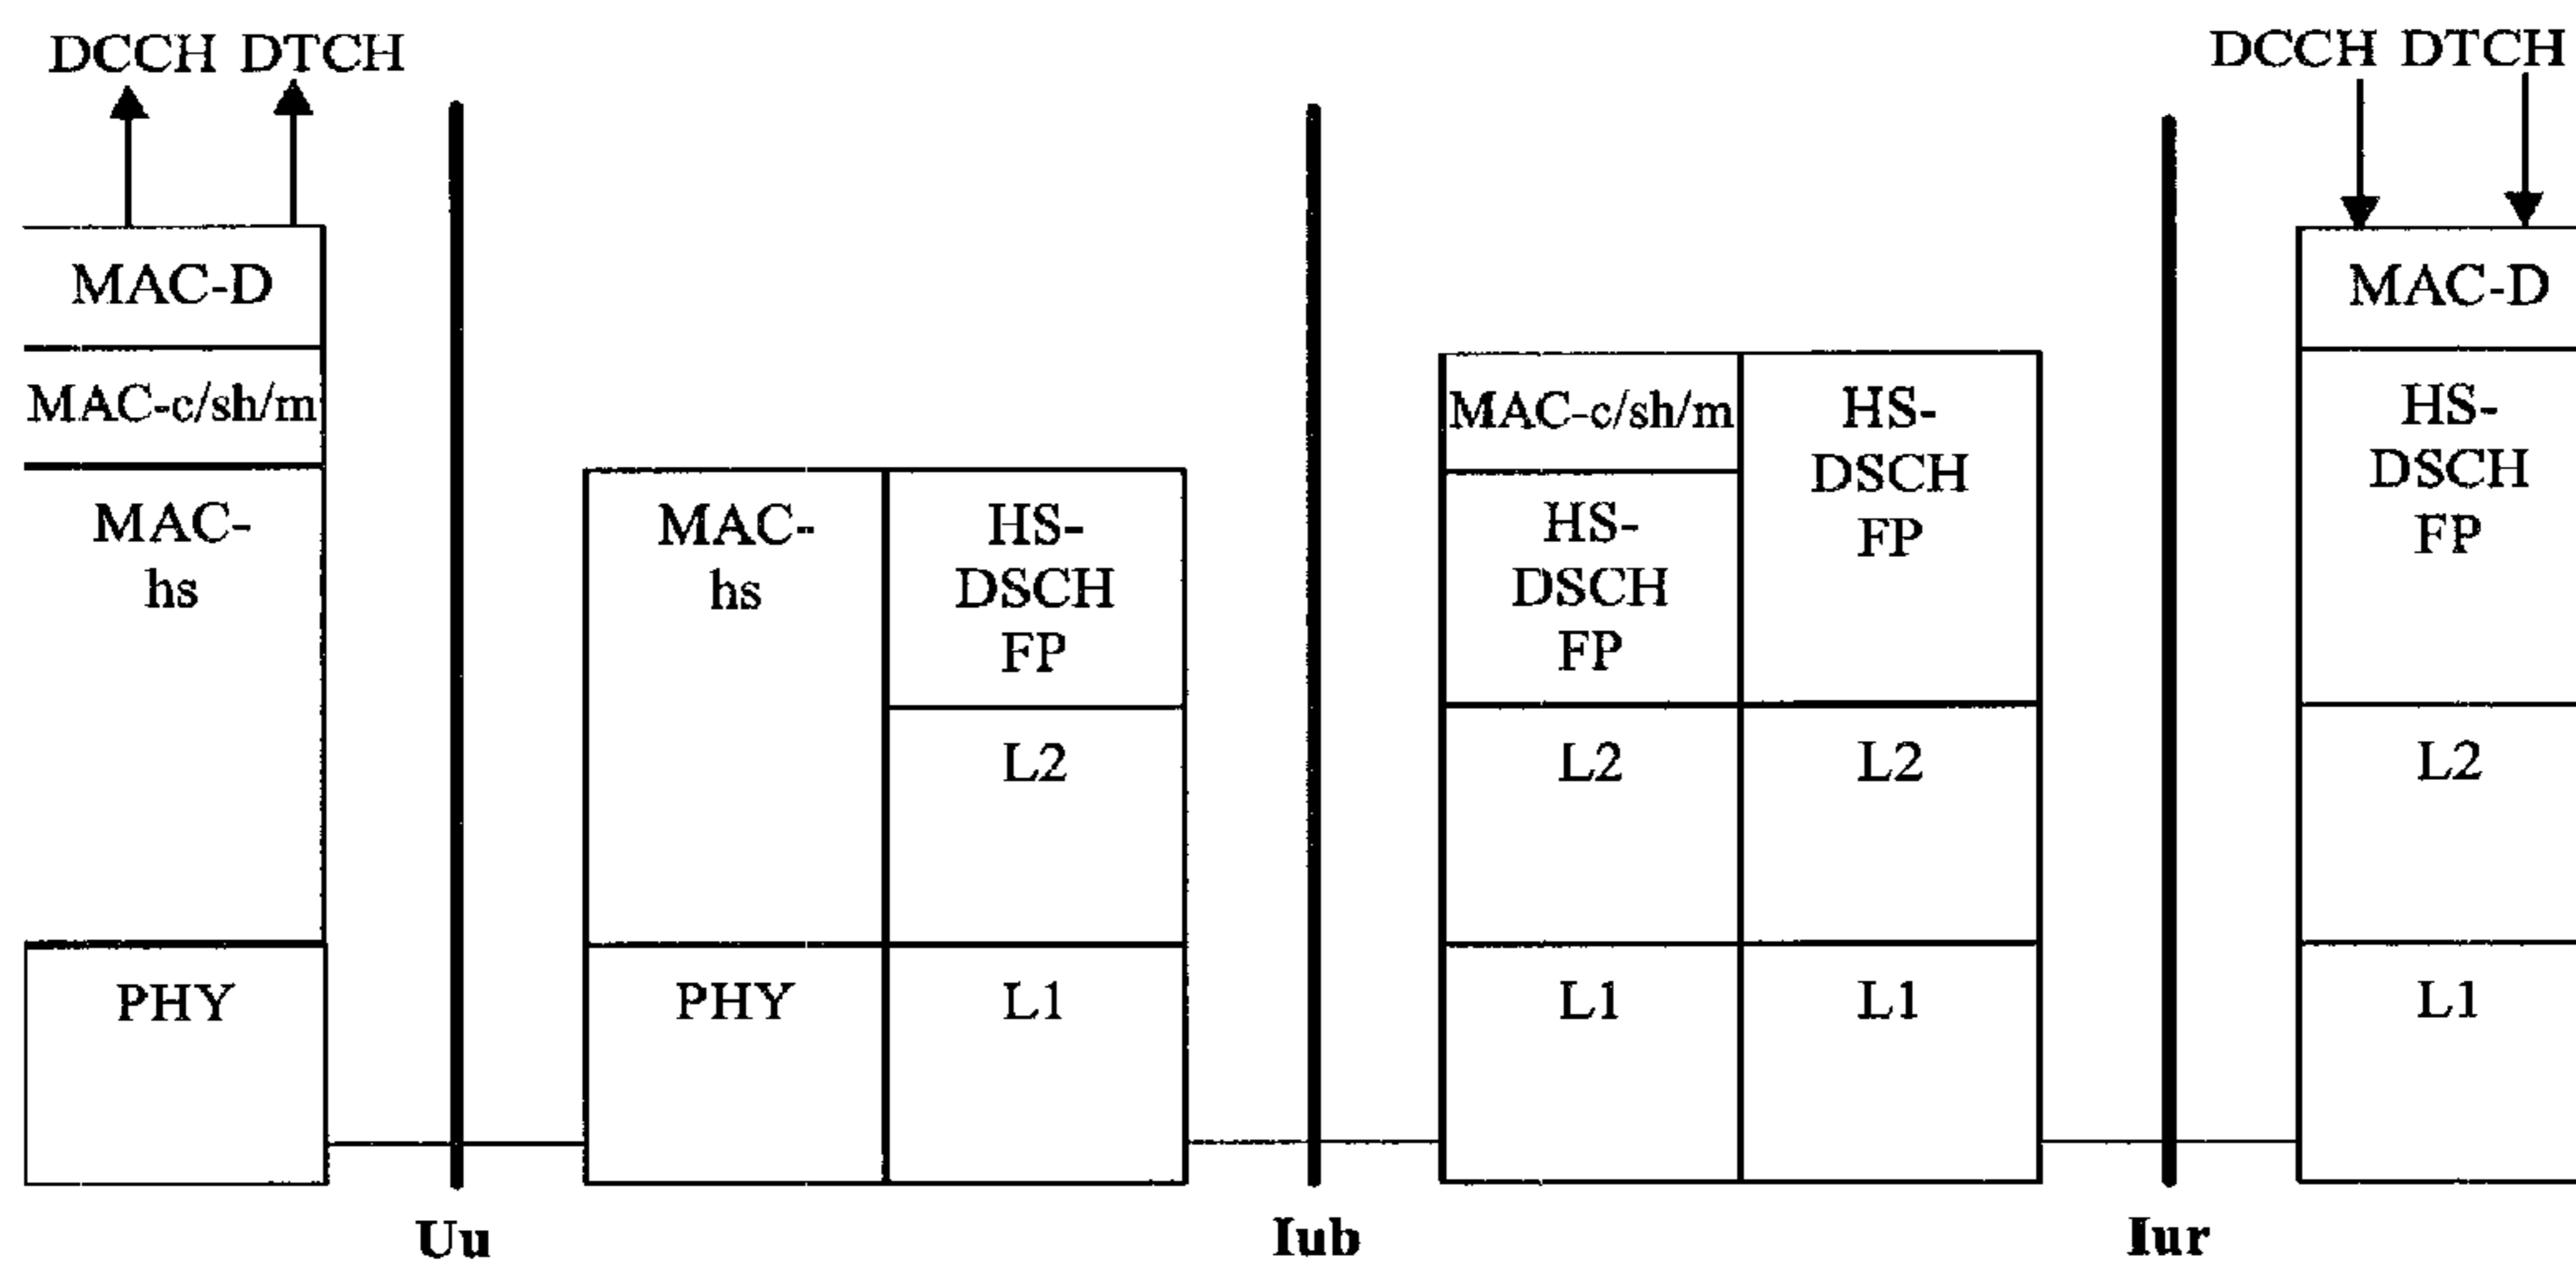 DCCH DTCH
MAC-D
MAC-c/sh/m
MAC-
hs
PHY
MAC-
hs
PHY
HS-
DSCH
FP
L2
L1
MAC-c/sh/m
HS-
DSCH
FP
L2
L1
HS-
DSCH
FP
L2
L1
DCCH DTCH
MAC-D
HS-
DSCH
FP
L2
L1
Uu
Iub
Iur